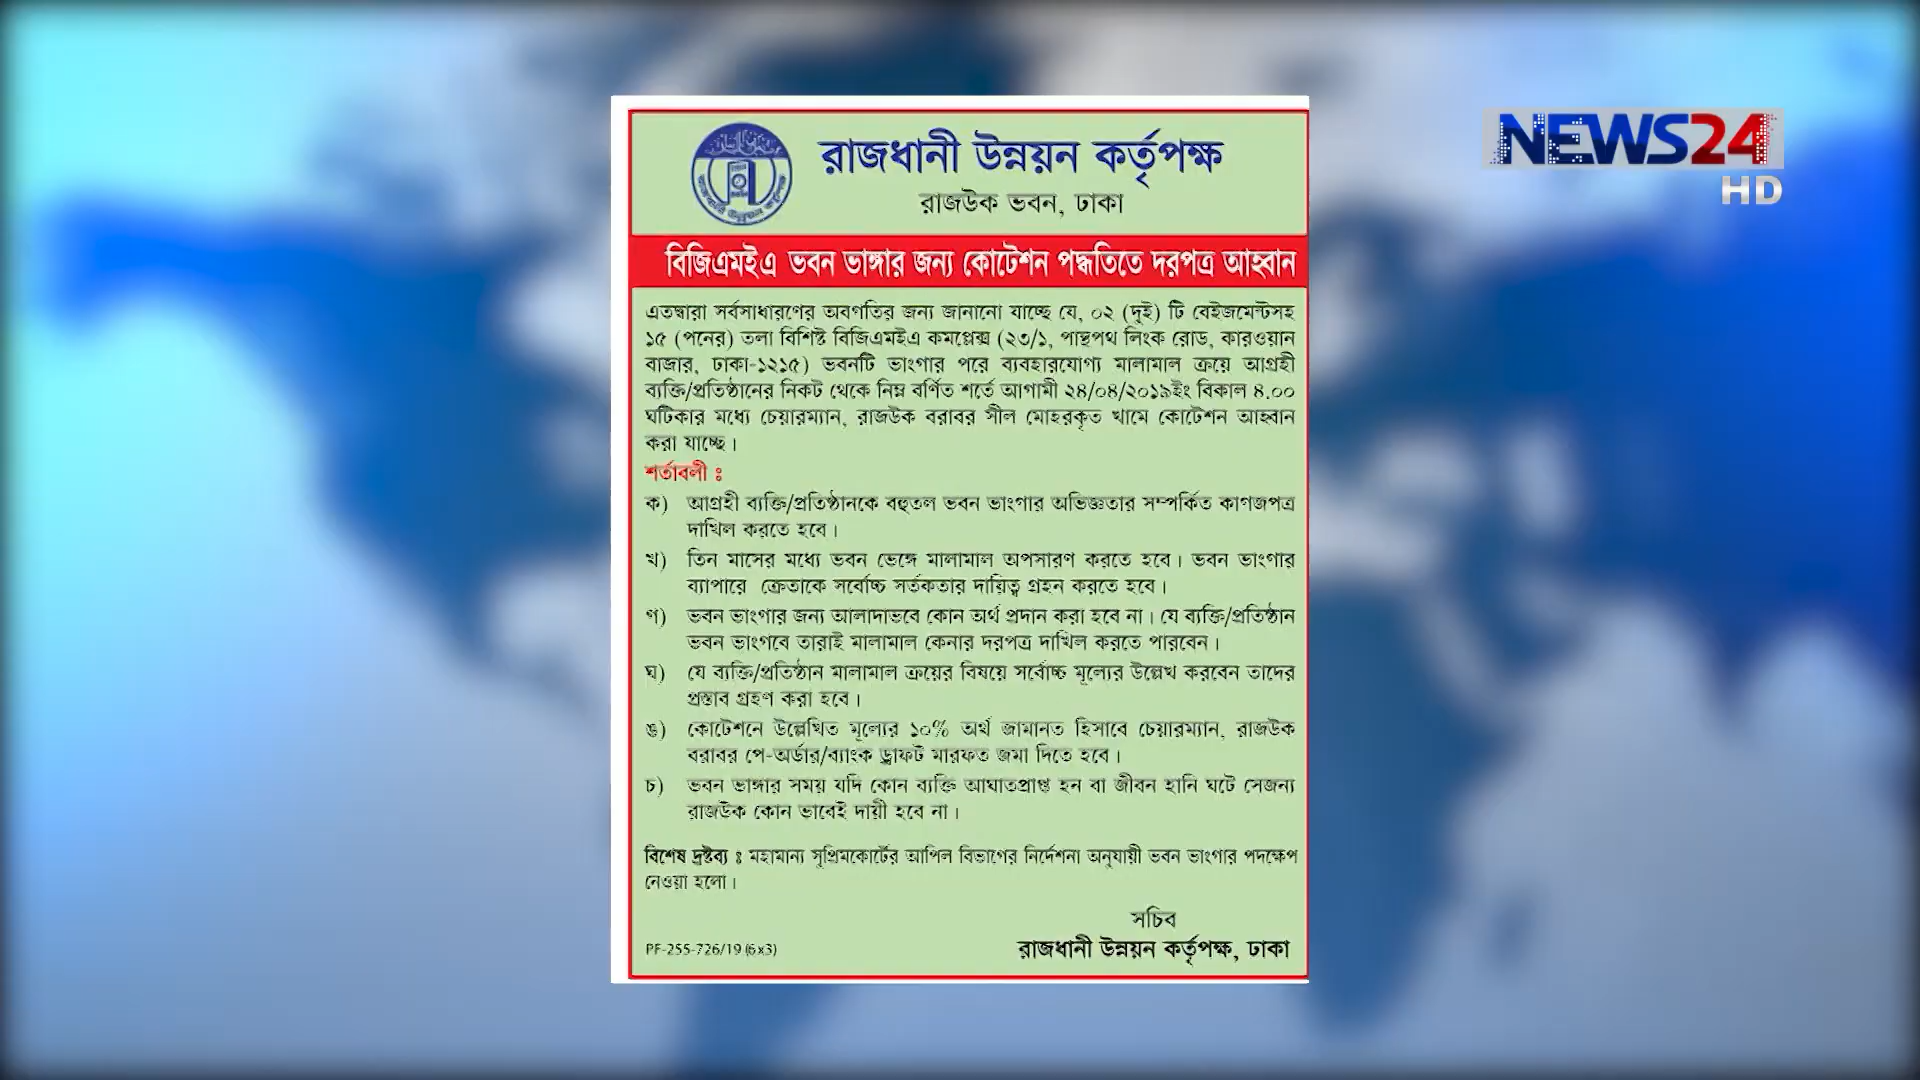 NEWS24
HD
রাজধানী উন্নয়ন কর্তৃপক্ষ
রাজউক ভবন, ঢাকা
বিজিএমইএ ভবন ভাঙ্গার জন্য কোটেশন পদ্ধতিতে দরপত্র আহ্বান
এতদ্বারা সর্বসাধারণের অবগতির জন্য জানানো যাচ্ছে যে, ০২ (দুই) টি বেইজমেন্টসহ
১৫ (পনের) তলা বিশিষ্ট বিজিএমইএ কমপ্লেক্স (২৩/১, পান্থপথ লিংক রোড, কারওয়ান
বাজার, ঢাকা-১২১৫) ভবনটি ভাংগার পরে ব্যবহারযোগ্য মালামাল ক্রয়ে আগ্রহী
ব্যক্তি/প্রতিষ্ঠানের নিকট থেকে নিম্ন বর্ণিত শর্তে আগামী ২৪/০৪/২০১৯ইং বিকাল ৪.০০
ঘটিকার মধ্যে চেয়ারম্যান, রাজউক বরাবর সীল মোহরকৃত খামে কোটেশন আহ্বান
করা যাচ্ছে।
শর্তাবলী ঃ
ক) আগ্রহী ব্যক্তি/প্রতিষ্ঠানকে বহুতল ভবন ভাংগার অভিজ্ঞতার সম্পর্কিত কাগজপত্র
দাখিল করতে হবে।
খ) তিন মাসের মধ্যে ভবন ভেঙ্গে মালামাল অপসারণ করতে হবে। ভবন ভাংগার
ব্যাপারে ক্রেতাকে সর্বোচ্চ সর্তকতার দায়িত্ব গ্রহন করতে হবে।
গ) ভবন ভাংগার জন্য আলাদাভবে কোন অর্থ প্রদান করা হবে না। যে ব্যক্তি/প্রতিষ্ঠান
ভবন ভাংগবে তারাই মালামাল কেনার দরপত্র দাখিল করতে পারবেন।
ঘ) যে ব্যক্তি/প্রতিষ্ঠান মালামাল ক্রয়ের বিষয়ে সর্বোচ্চ মূল্যের উল্লেখ করবেন তাদের
প্রস্তাব গ্রহণ করা হবে।
ঙ) কোটেশনে উল্লেখিত মূল্যের ১০% অর্থ জামানত হিসাবে চেয়ারম্যান, রাজউক
বরাবর পে-অর্ডার/ব্যাংক ড্রাফট মারফত জমা দিতে হবে।
চ) ভবন ভাঙ্গার সময় যদি কোন ব্যক্তি আঘাতপ্রাপ্ত হন বা জীবন হানি ঘটে সেজন্য
রাজউক কোন ভাবেই দায়ী হবে না।
বিশেষ দ্রষ্টব্য ঃ মহামান্য সুপ্রিমকোর্টের আপিল বিভাগের নির্দেশনা অনুযায়ী ভবন ভাংগার পদক্ষেপ
নেওয়া হলো।
সচিব
রাজধানী উন্নয়ন কর্তৃপক্ষ, ঢাকা
PF-255-726/19 (6x3)